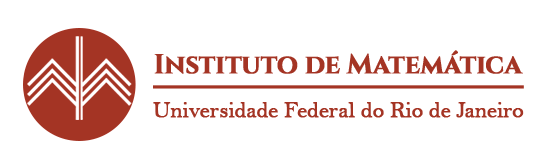 Instituto de Matemática
Universidade Federal do Rio de Janeiro